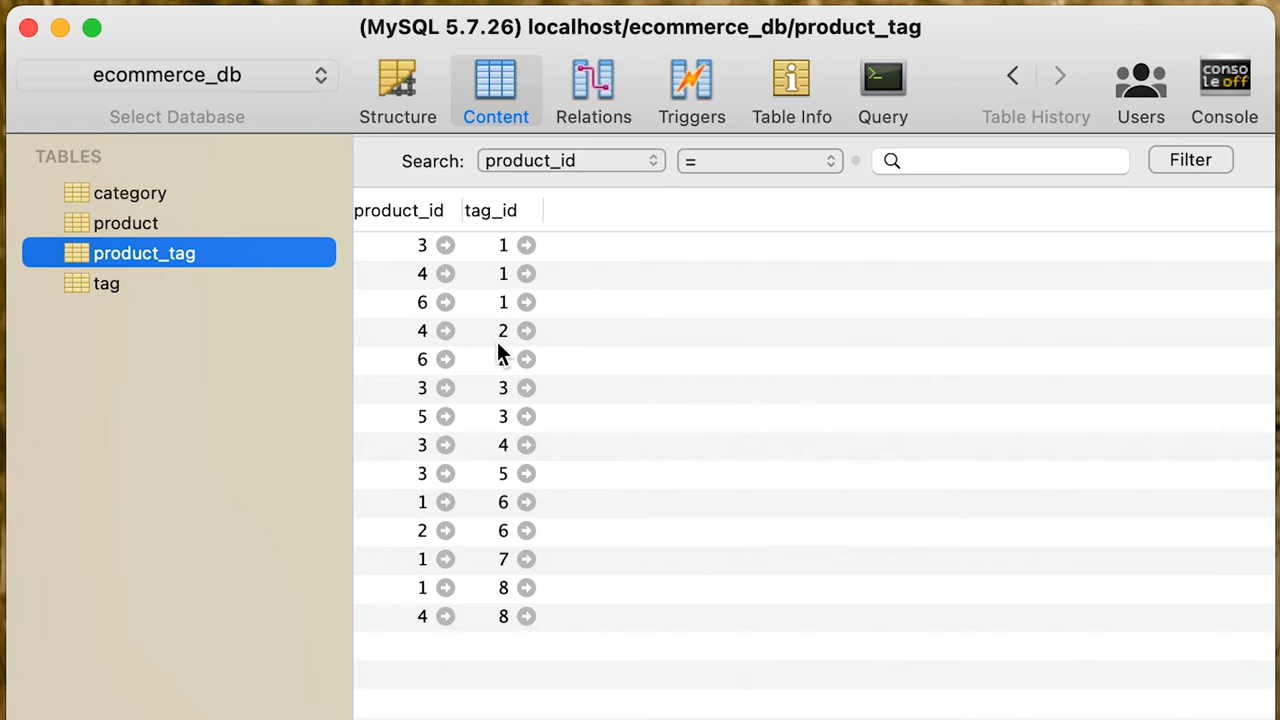 (MySQL 5.7.26) localhost/ecommerce_db/product_tag
ecommerce_db
Select Database
Structure
Content
Relations
Triggers
Table Info
Query
Table History
Users
conso
le off
Console
TABLES
category
product
product_tag
tag
Search: product_id = Filter
product_id tag_id
3 1
4 1
6 1
4 2
6
3 3
5 3
3 4
3 5
1 6
2 6
1 7
1 8
4 8